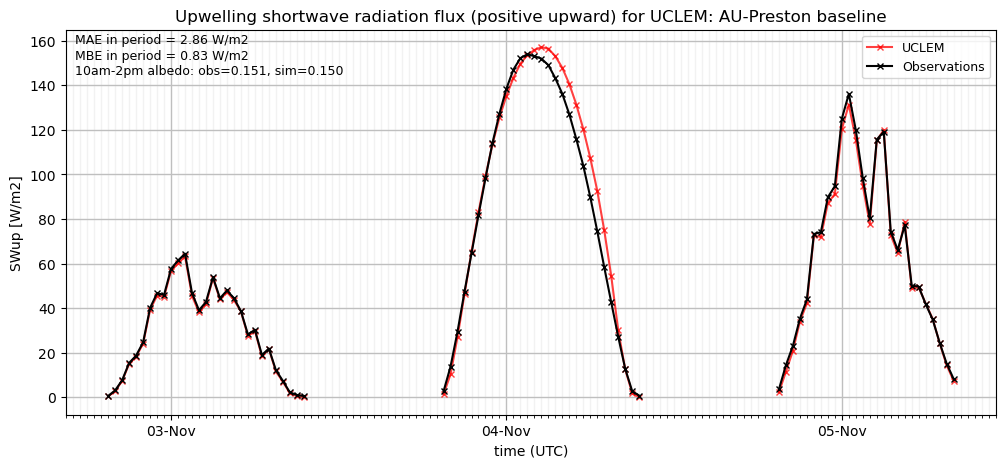 Upwelling shortwave radiation flux (positive upward) for UCLEM: AU-Preston baseline
MAE in period = 2.86 W/m2
MBE in period = 0.83 W/m2
10am-2pm albedo: obs=0.151, sim=0.150
UCLEM
Observations
160
140
120
100
80
60
40
20
0
SWup [W/m2]
03-Nov
04-Nov
05-Nov
time (UTC)